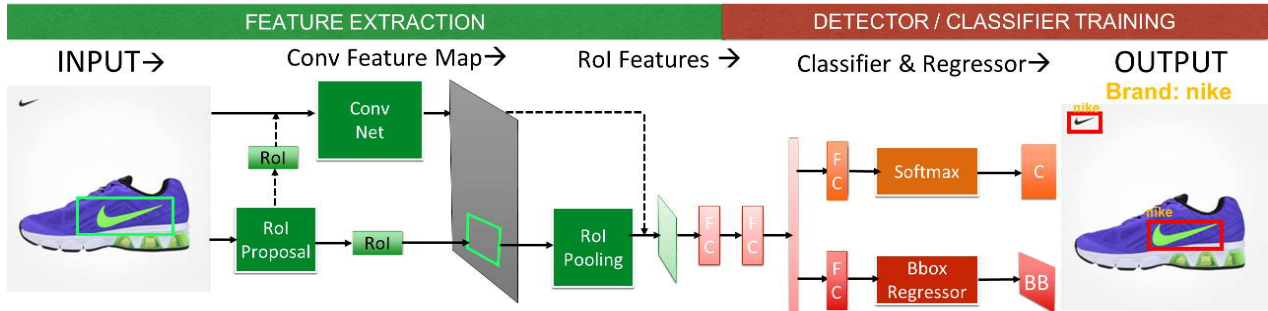 FEATURE EXTRACTION
DETECTOR / CLASSIFIER TRAINING
INPUT→
Conv Feature Map→
RoI Features →
Classifier & Regressor→
OUTPUT
Brand: nike
nike
Conv
Net
RoI
RoI
Proposal
RoI
RoI
Pooling
F
C
F
C
F
C
Softmax
C
F
C
Bbox
Regressor
BB
nike